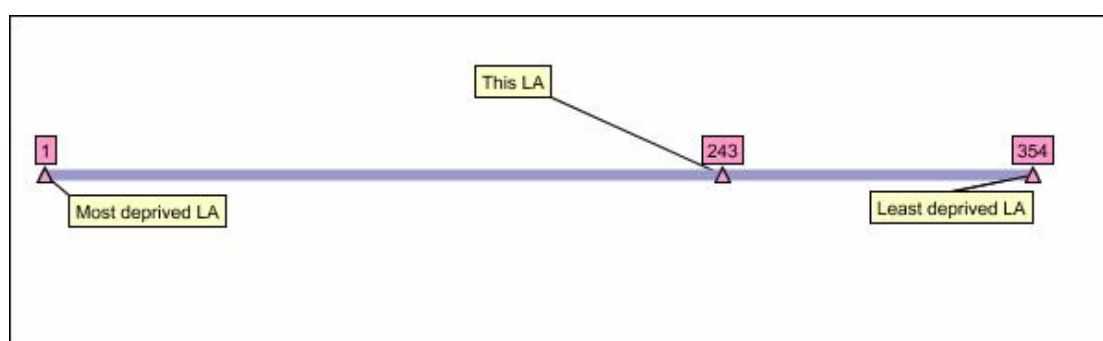 This LA
1
243
354
Most deprived LA
Least deprived LA